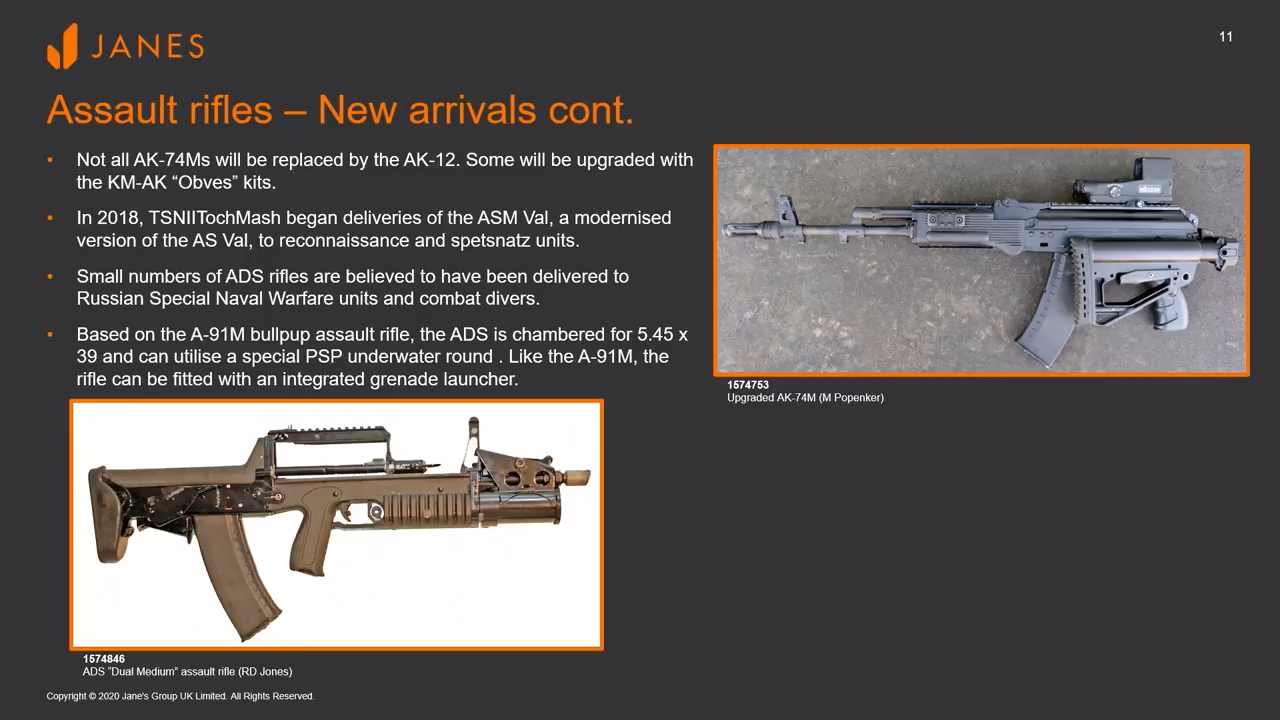 JANES
11
Assault rifles – New arrivals cont.
• Not all AK-74Ms will be replaced by the AK-12. Some will be upgraded with
the KM-AK “Obves” kits.
• In 2018, TSNIITochMash began deliveries of the ASM Val, a modernised
version of the AS Val, to reconnaissance and spetsnatz units.
• Small numbers of ADS rifles are believed to have been delivered to
Russian Special Naval Warfare units and combat divers.
• Based on the A-91M bullpup assault rifle, the ADS is chambered for 5.45 x
39 and can utilise a special PSP underwater round . Like the A-91M, the
rifle can be fitted with an integrated grenade launcher.
1574753
Upgraded AK-74M (M Popenker)
1574846
ADS “Dual Medium” assault rifle (RD Jones)
Copyright © 2020 Jane's Group UK Limited. All Rights Reserved.